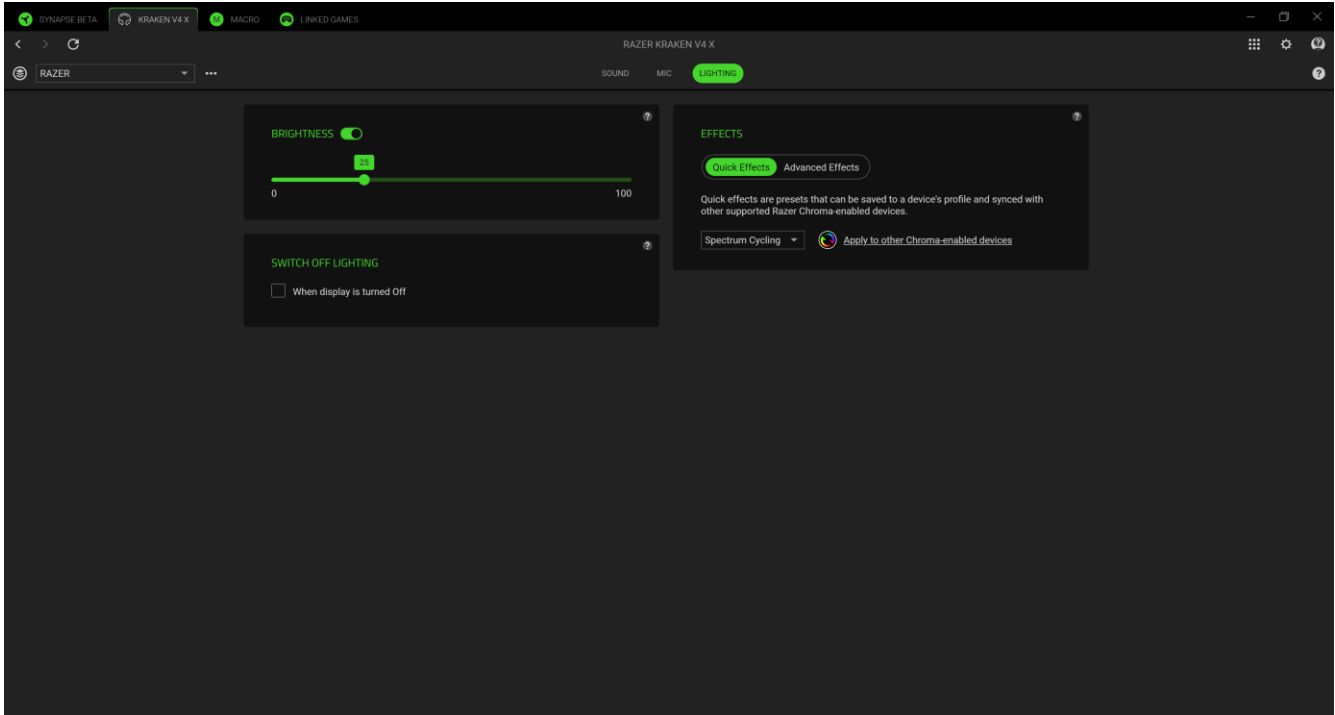 SYNAPSE BETA KRAKEN V4 X M MACRO LINKED GAMES
RAZER KRAKEN V4 X
RAZER SOUND MIC LIGHTING ?
BRIGHTNESS ?
25
0 100
SWITCH OFF LIGHTING ?
When display is turned Off
EFFECTS ?
Quick Effects Advanced Effects
Quick effects are presets that can be saved to a device's profile and synced with
other supported Razer Chroma-enabled devices.
Spectrum Cycling Apply to other Chroma-enabled devices